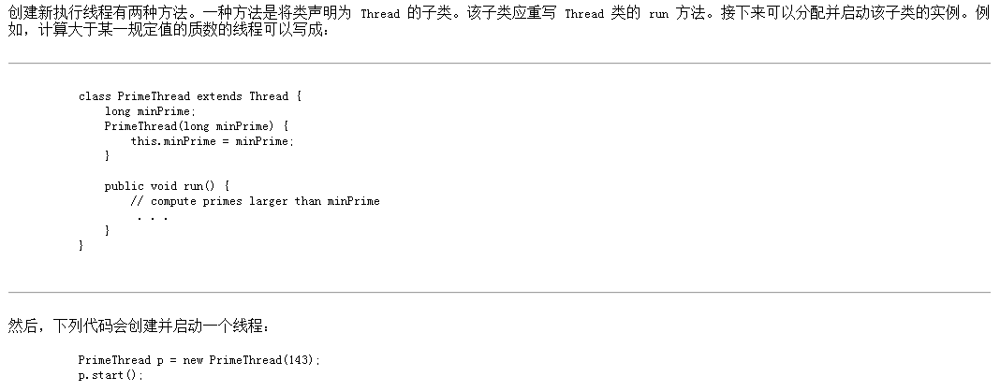 创建新执行线程有两种方法。一种方法是将类声明为 Thread 的子类。该子类应重写 Thread 类的 run 方法。接下来可以分配并启动该子类的实例。例
如，计算大于某一规定值的质数的线程可以写成：
class PrimeThread extends Thread {
    long minPrime;
    PrimeThread(long minPrime) {
        this.minPrime = minPrime;
    }
    public void run() {
        // compute primes larger than minPrime
         . . .
    }
}
然后，下列代码会创建并启动一个线程：
PrimeThread p = new PrimeThread(143);
p.start();